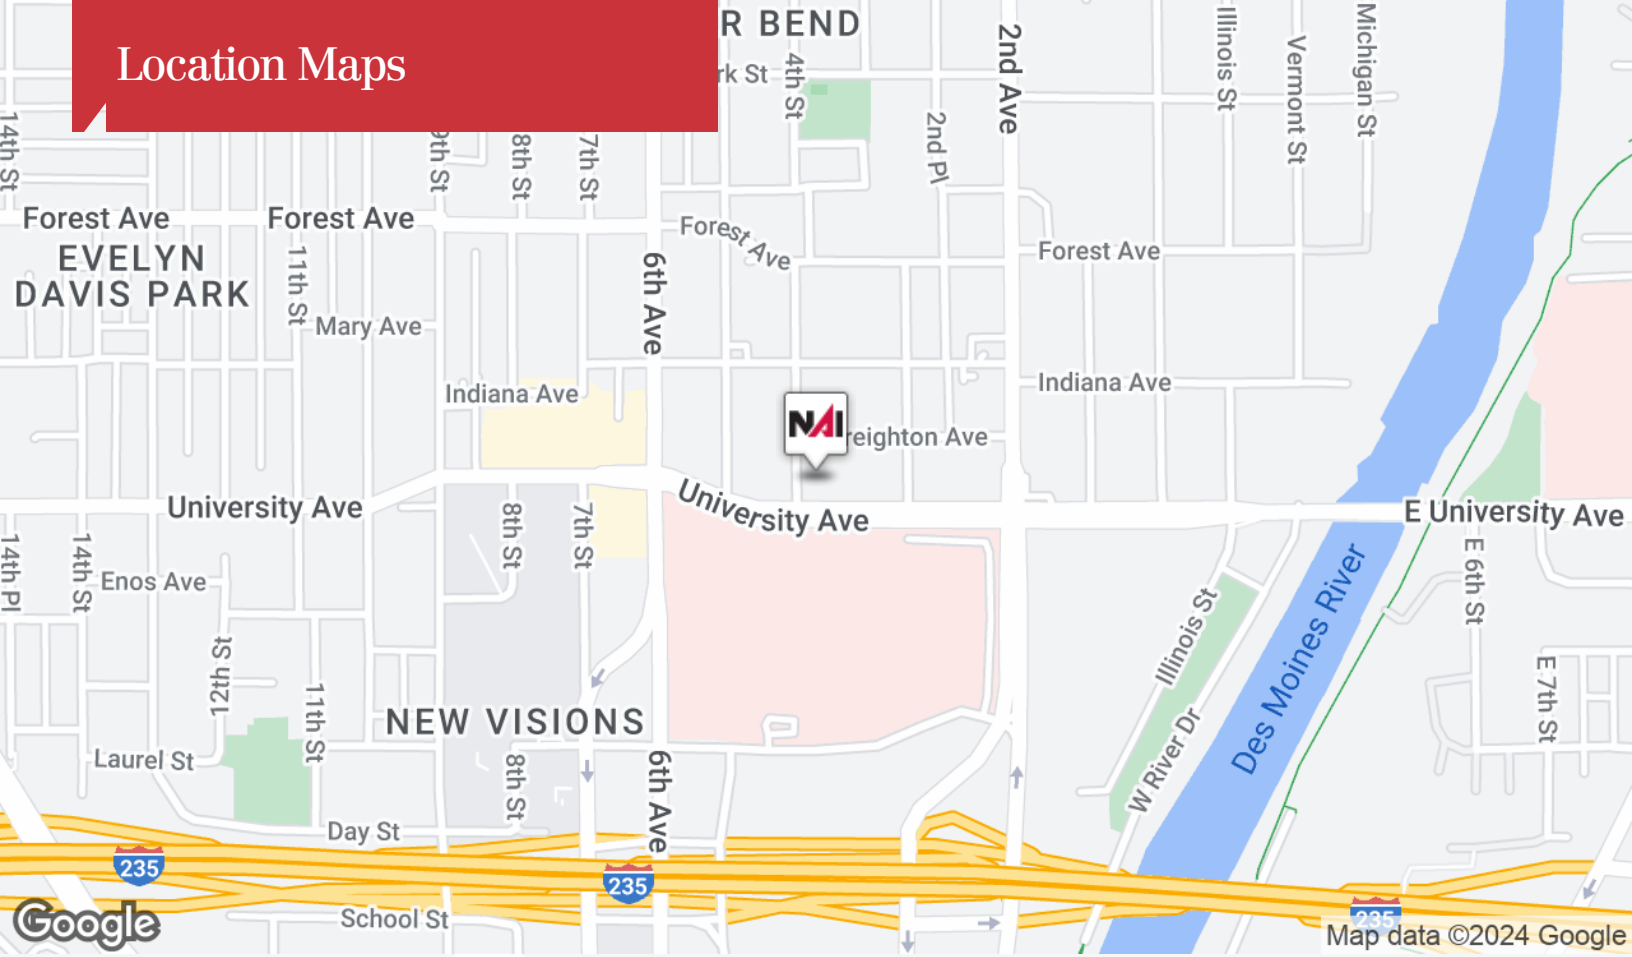 Location Maps
R BEND
rk St
4th St
2nd Ave
Illinois St
Vermont St
Michigan St
14th St
9th St
8th St
7th St
2nd Pl
Forest Ave
Forest Ave
Forest Ave
Forest Ave
EVELYN
DAVIS PARK
11th St
6th Ave
Mary Ave
Indiana Ave
Indiana Ave
NAI
reighton Ave
University Ave
University Ave
E University Ave
14th Pl
14th St
Enos Ave
8th St
7th St
E 6th St
12th St
11th St
Illinois St
Des Moines River
E 7th St
NEW VISIONS
Laurel St
8th St
6th Ave
W River Dr
Day St
235
235
235
School St
Google
Map data ©2024 Google